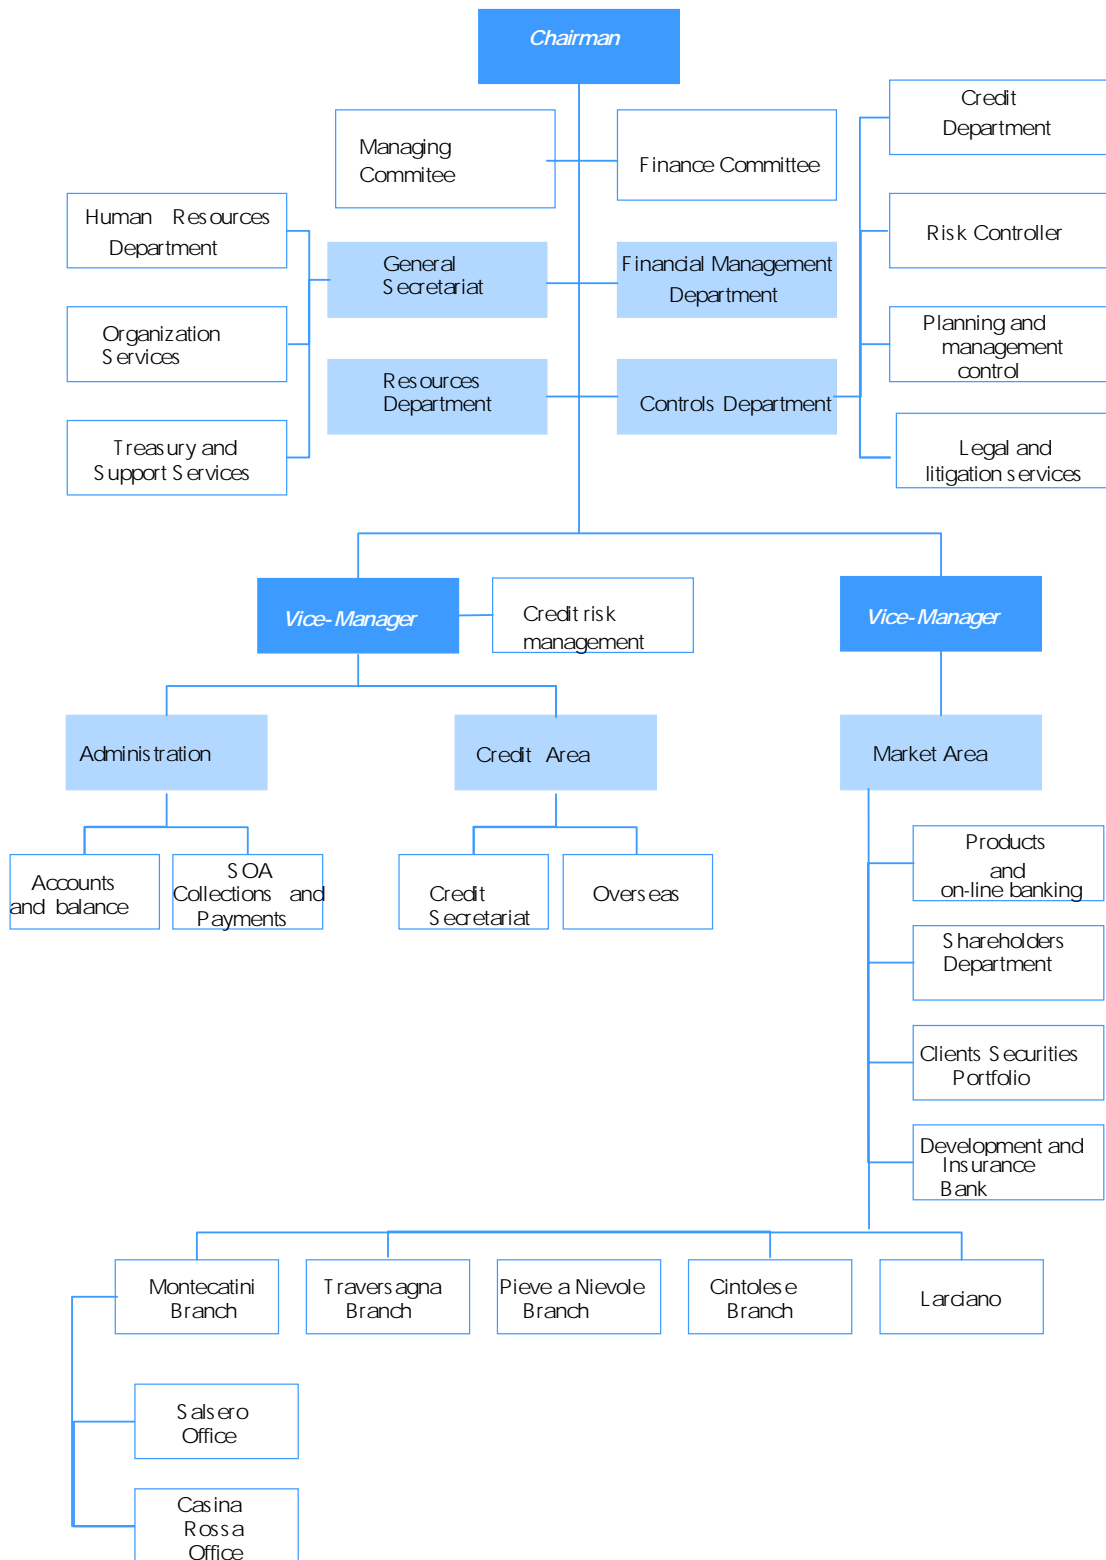 Chairman
Managing
Commitee
Finance Committee
Credit
Department
Human Resources
Department
General
Secretariat
Financial Management
Department
Risk Controller
Organization
Services
Resources
Department
Controls Department
Planning and
management
control
Treasury and
Support Services
Legal and
litigation services
Vice-Manager
Credit risk
management
Vice-Manager
Administration
Credit Area
Market Area
Accounts
and balance
SOA
Collections and
Payments
Credit
Secretariat
Overseas
Products
and
on-line banking
Shareholders
Department
Clients Securities
Portfolio
Development and
Insurance
Bank
Montecatini
Branch
Traversagna
Branch
Pieve a Nievole
Branch
Cintolese
Branch
Larciano
Salsero
Office
Casina
Rossa
Office